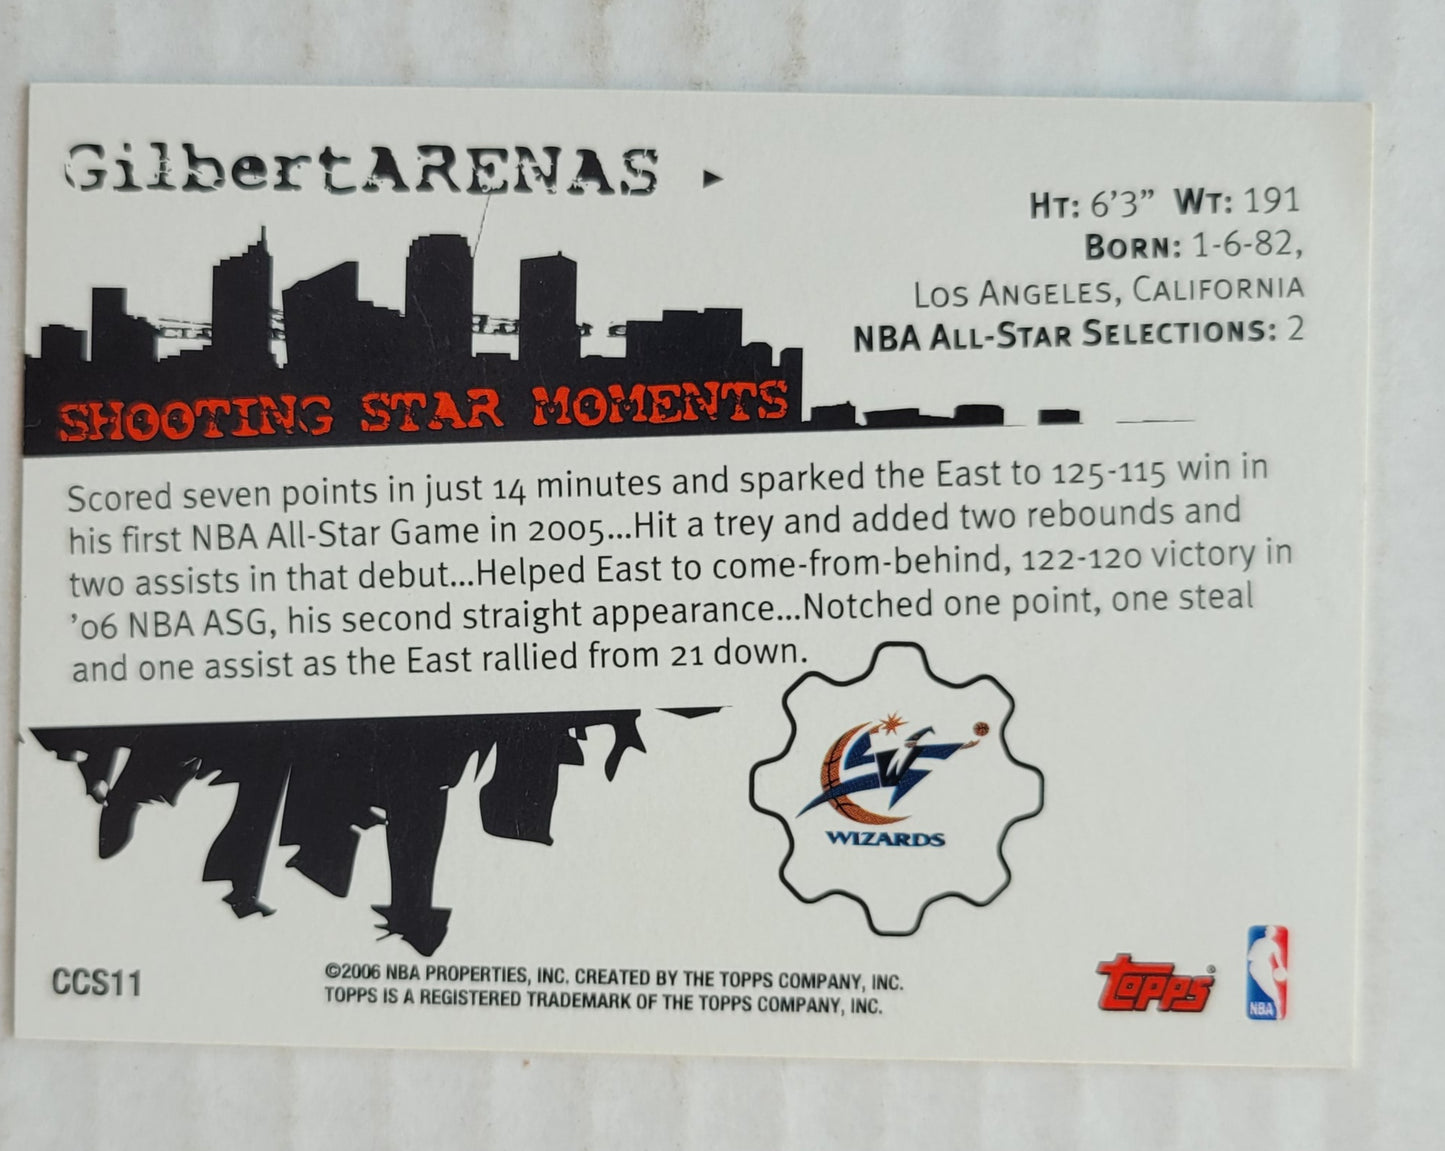 GilbertARENAS
HT: 6'3" WT: 191
BORN: 1-6-82,
LOS ANGELES, CALIFORNIA
NBA ALL-STAR SELECTIONS: 2
SHOOTING STAR MOMENTS
Scored seven points in just 14 minutes and sparked the East to 125-115 win in
his first NBA All-Star Game in 2005...Hit a trey and added two rebounds and
two assists in that debut...Helped East to come-from-behind, 122-120 victory in
'06 NBA ASG, his second straight appearance...Notched one point, one steal
and one assist as the East rallied from 21 down.
W
WIZARDS
CCS11
©2006 NBA PROPERTIES, INC. CREATED BY THE TOPPS COMPANY, INC.
TOPPS IS A REGISTERED TRADEMARK OF THE TOPPS COMPANY, INC.
TOPPS®
NBA